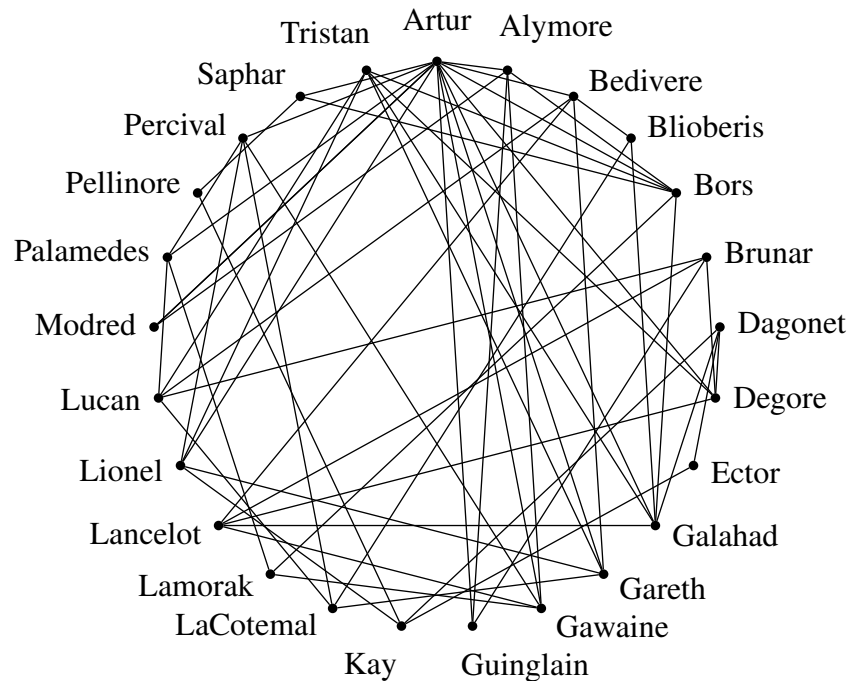 Artur
Alymore
Bedivere
Blioberis
Bors
Brunar
Dagonet
Degore
Ector
Galahad
Gareth
Gawaine
Guinglain
Kay
LaCotemal
Lamorak
Lancelot
Lionel
Lucan
Modred
Palamedes
Pellinore
Percival
Saphar
Tristan